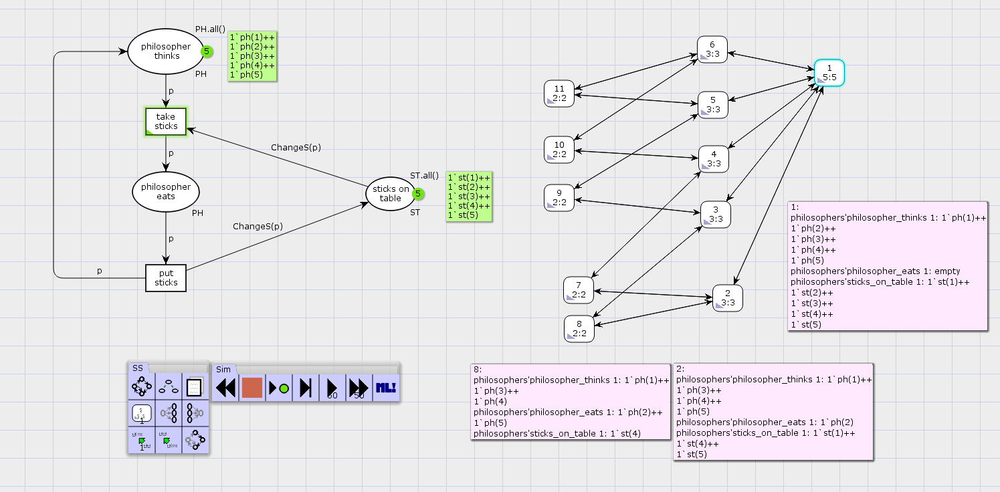 PH.all()
philosopher
thinks
5
1`ph(1)++
1`ph(2)++
1`ph(3)++
1`ph(4)++
1`ph(5)
PH
p
take
sticks
p
ChangeS(p)
philosopher
eats
PH
ST.all()
sticks on
table
5
ST
1`st(1)++
1`st(2)++
1`st(3)++
1`st(4)++
1`st(5)
ChangeS(p)
p
p
put
sticks
6
3:3
1
5:5
11
2:2
5
3:3
10
2:2
4
3:3
9
2:2
3
3:3
7
2:2
2
3:3
8
2:2
1:
philosophers'philosopher_thinks 1: 1`ph(1)++
1`ph(2)++
1`ph(3)++
1`ph(4)++
1`ph(5)
philosophers'philosopher_eats 1: empty
philosophers'sticks_on_table 1: 1`st(1)++
1`st(2)++
1`st(3)++
1`st(4)++
1`st(5)
SS
1
1
Sim
50
ML!
8:
philosophers'philosopher_thinks 1: 1`ph(1)++
1`ph(3)++
1`ph(4)
philosophers'philosopher_eats 1: 1`ph(2)++
1`ph(5)
philosophers'sticks_on_table 1: 1`st(4)
2:
philosophers'philosopher_thinks 1: 1`ph(1)++
1`ph(3)++
1`ph(4)++
1`ph(5)
philosophers'philosopher_eats 1: 1`ph(2)
philosophers'sticks_on_table 1: 1`st(1)++
1`st(4)++
1`st(5)